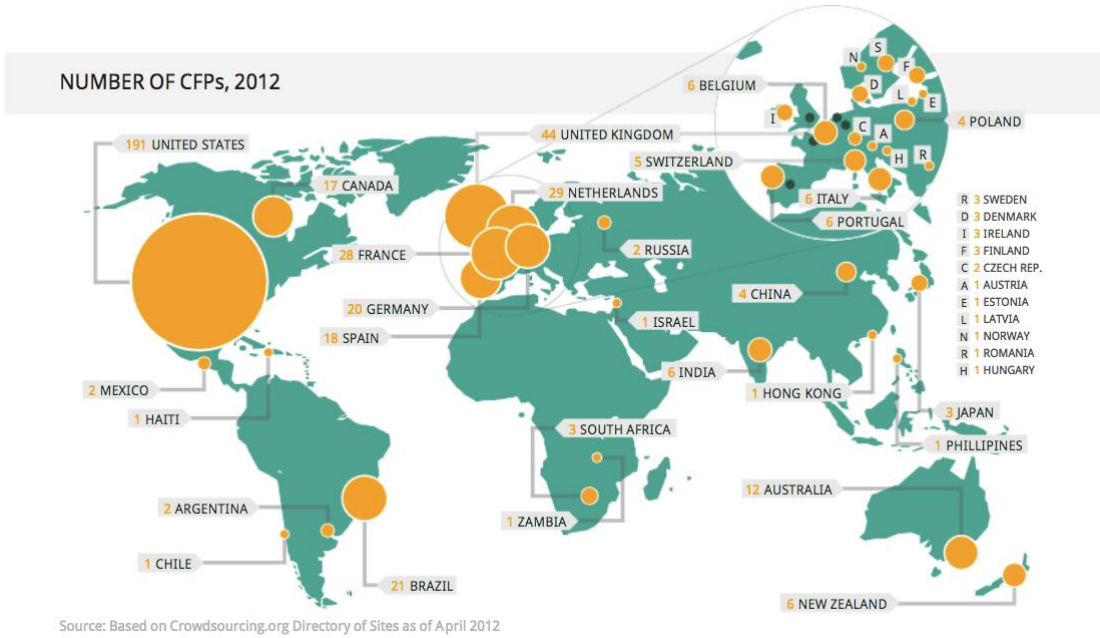 NUMBER OF CFPs, 2012
191 UNITED STATES
17 CANADA
44 UNITED KINGDOM
29 NETHERLANDS
28 FRANCE
20 GERMANY
18 SPAIN
2 RUSSIA
1 ISRAEL
6 BELGIUM
5 SWITZERLAND
6 ITALY
6 PORTUGAL
4 POLAND
N
S
F
D
L
E
I
C
A
H
R
R 3 SWEDEN
D 3 DENMARK
I 3 IRELAND
F 3 FINLAND
C 2 CZECH REP.
A 1 AUSTRIA
E 1 ESTONIA
L 1 LATVIA
N 1 NORWAY
R 1 ROMANIA
H 1 HUNGARY
4 CHINA
6 INDIA
1 HONG KONG
3 JAPAN
1 PHILLIPINES
2 MEXICO
1 HAITI
3 SOUTH AFRICA
1 ZAMBIA
2 ARGENTINA
1 CHILE
21 BRAZIL
12 AUSTRALIA
6 NEW ZEALAND
Source: Based on Crowdsourcing.org Directory of Sites as of April 2012